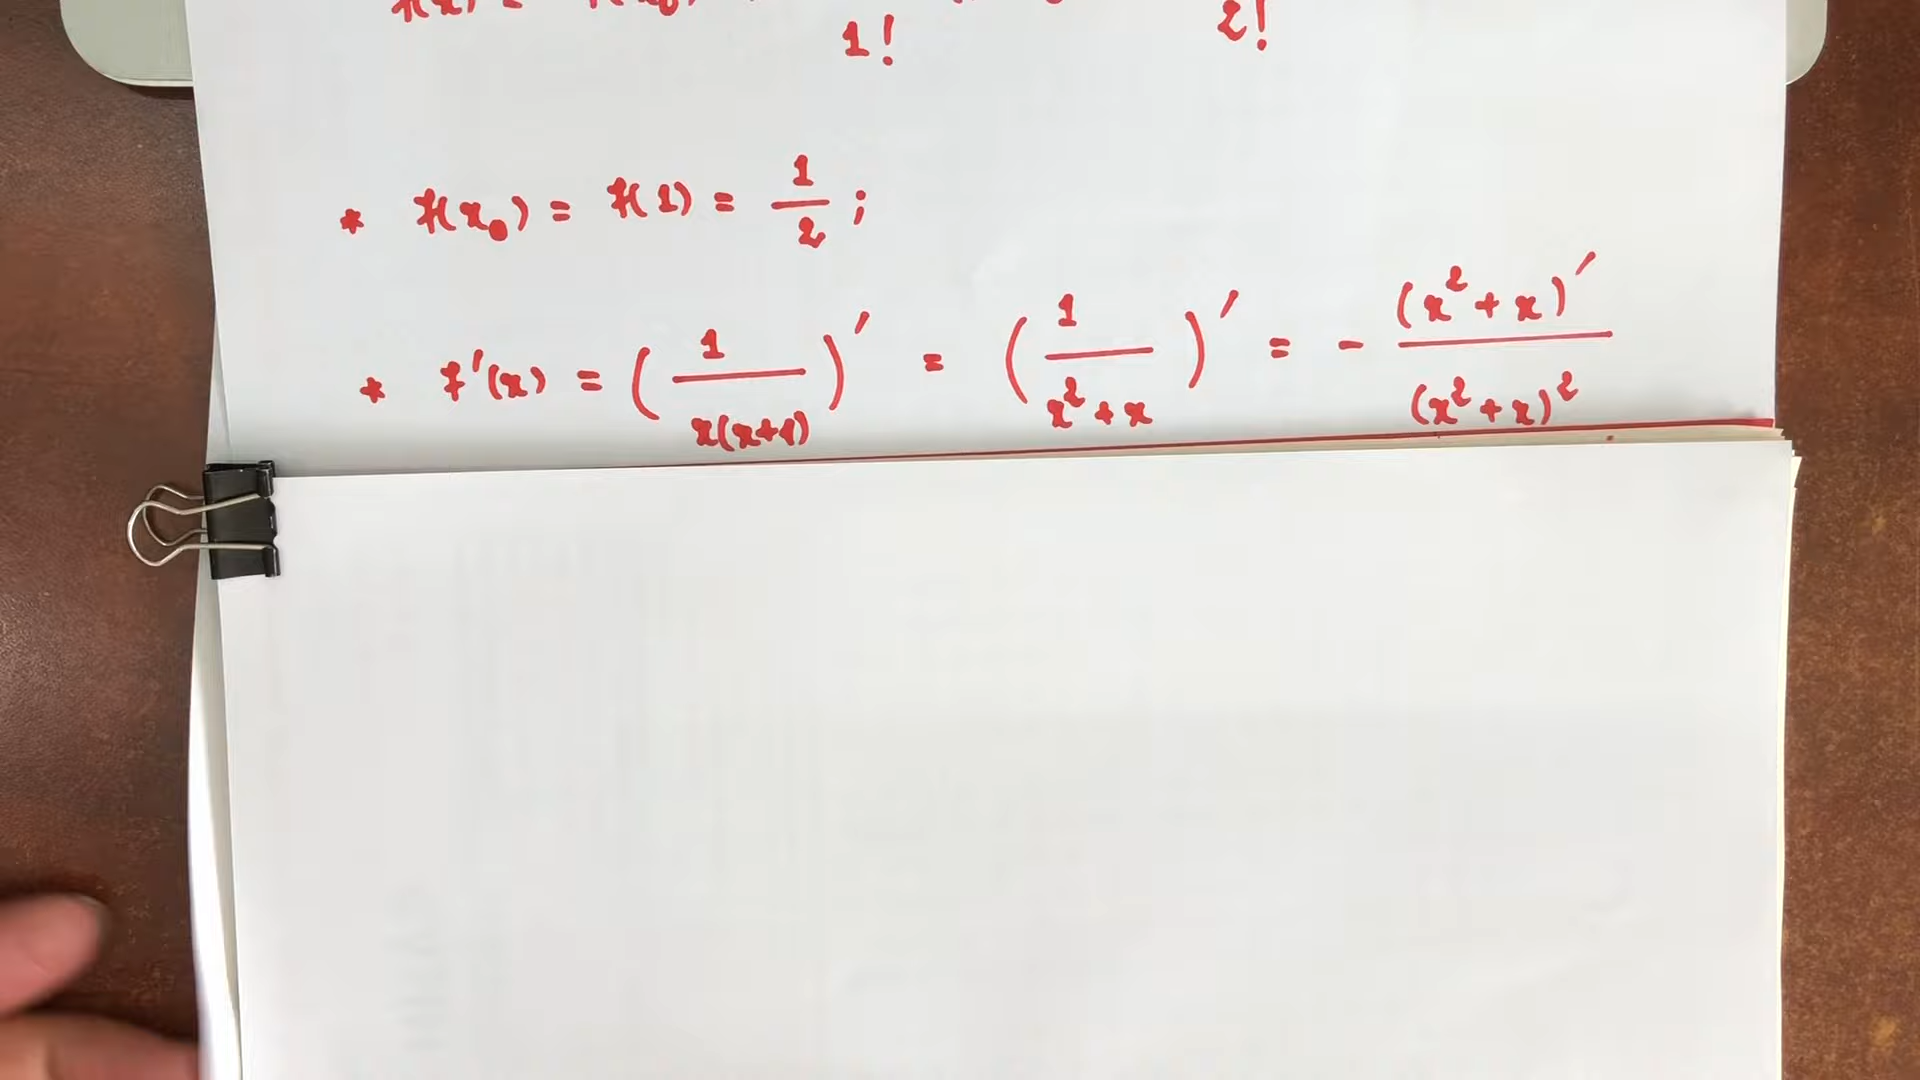 1! 2!
* f(x₀) = f(1) = 1/2 ;
* f'(x) = (1/x(x+1))' = (1/x²+x)' = - (x²+x)'/(x²+x)²